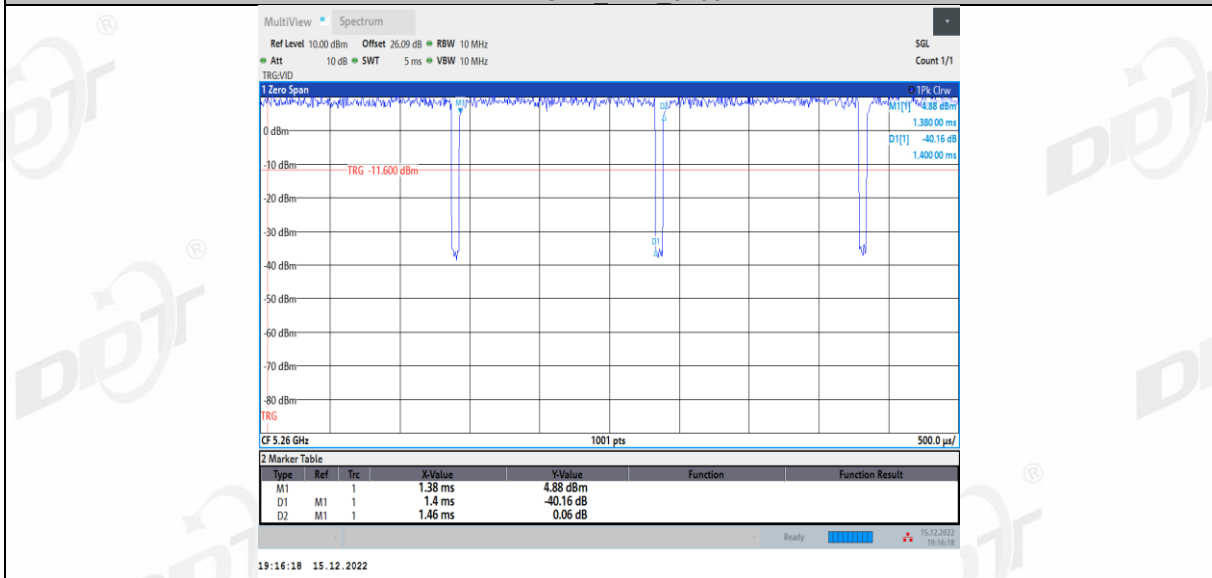 MultiView Spectrum
Ref Level 10.00 dBm Offset 26.09 dB RBW 10 MHz SGL
Att 10 dB SWT 5 ms VBW 10 MHz Count 1/1
TRG:VID
1 Zero Span 1Pk Clrw
M1 D2 M1[1] 4.88 dBm
1.380 00 ms
0 dBm
D1[1] -40.16 dB
1.400 00 ms
-10 dBm
TRG -11.600 dBm
-20 dBm
-30 dBm
D1
-40 dBm
-50 dBm
-60 dBm
-70 dBm
-80 dBm
TRG
CF 5.26 GHz 1001 pts 500.0 µs/
2 Marker Table
Type Ref Trc X-Value Y-Value Function Function Result
M1 1 1.38 ms 4.88 dBm
D1 M1 1 1.4 ms -40.16 dB
D2 M1 1 1.46 ms 0.06 dB
Ready 15.12.2022
19:16:18
19:16:18 15.12.2022
DDT ®